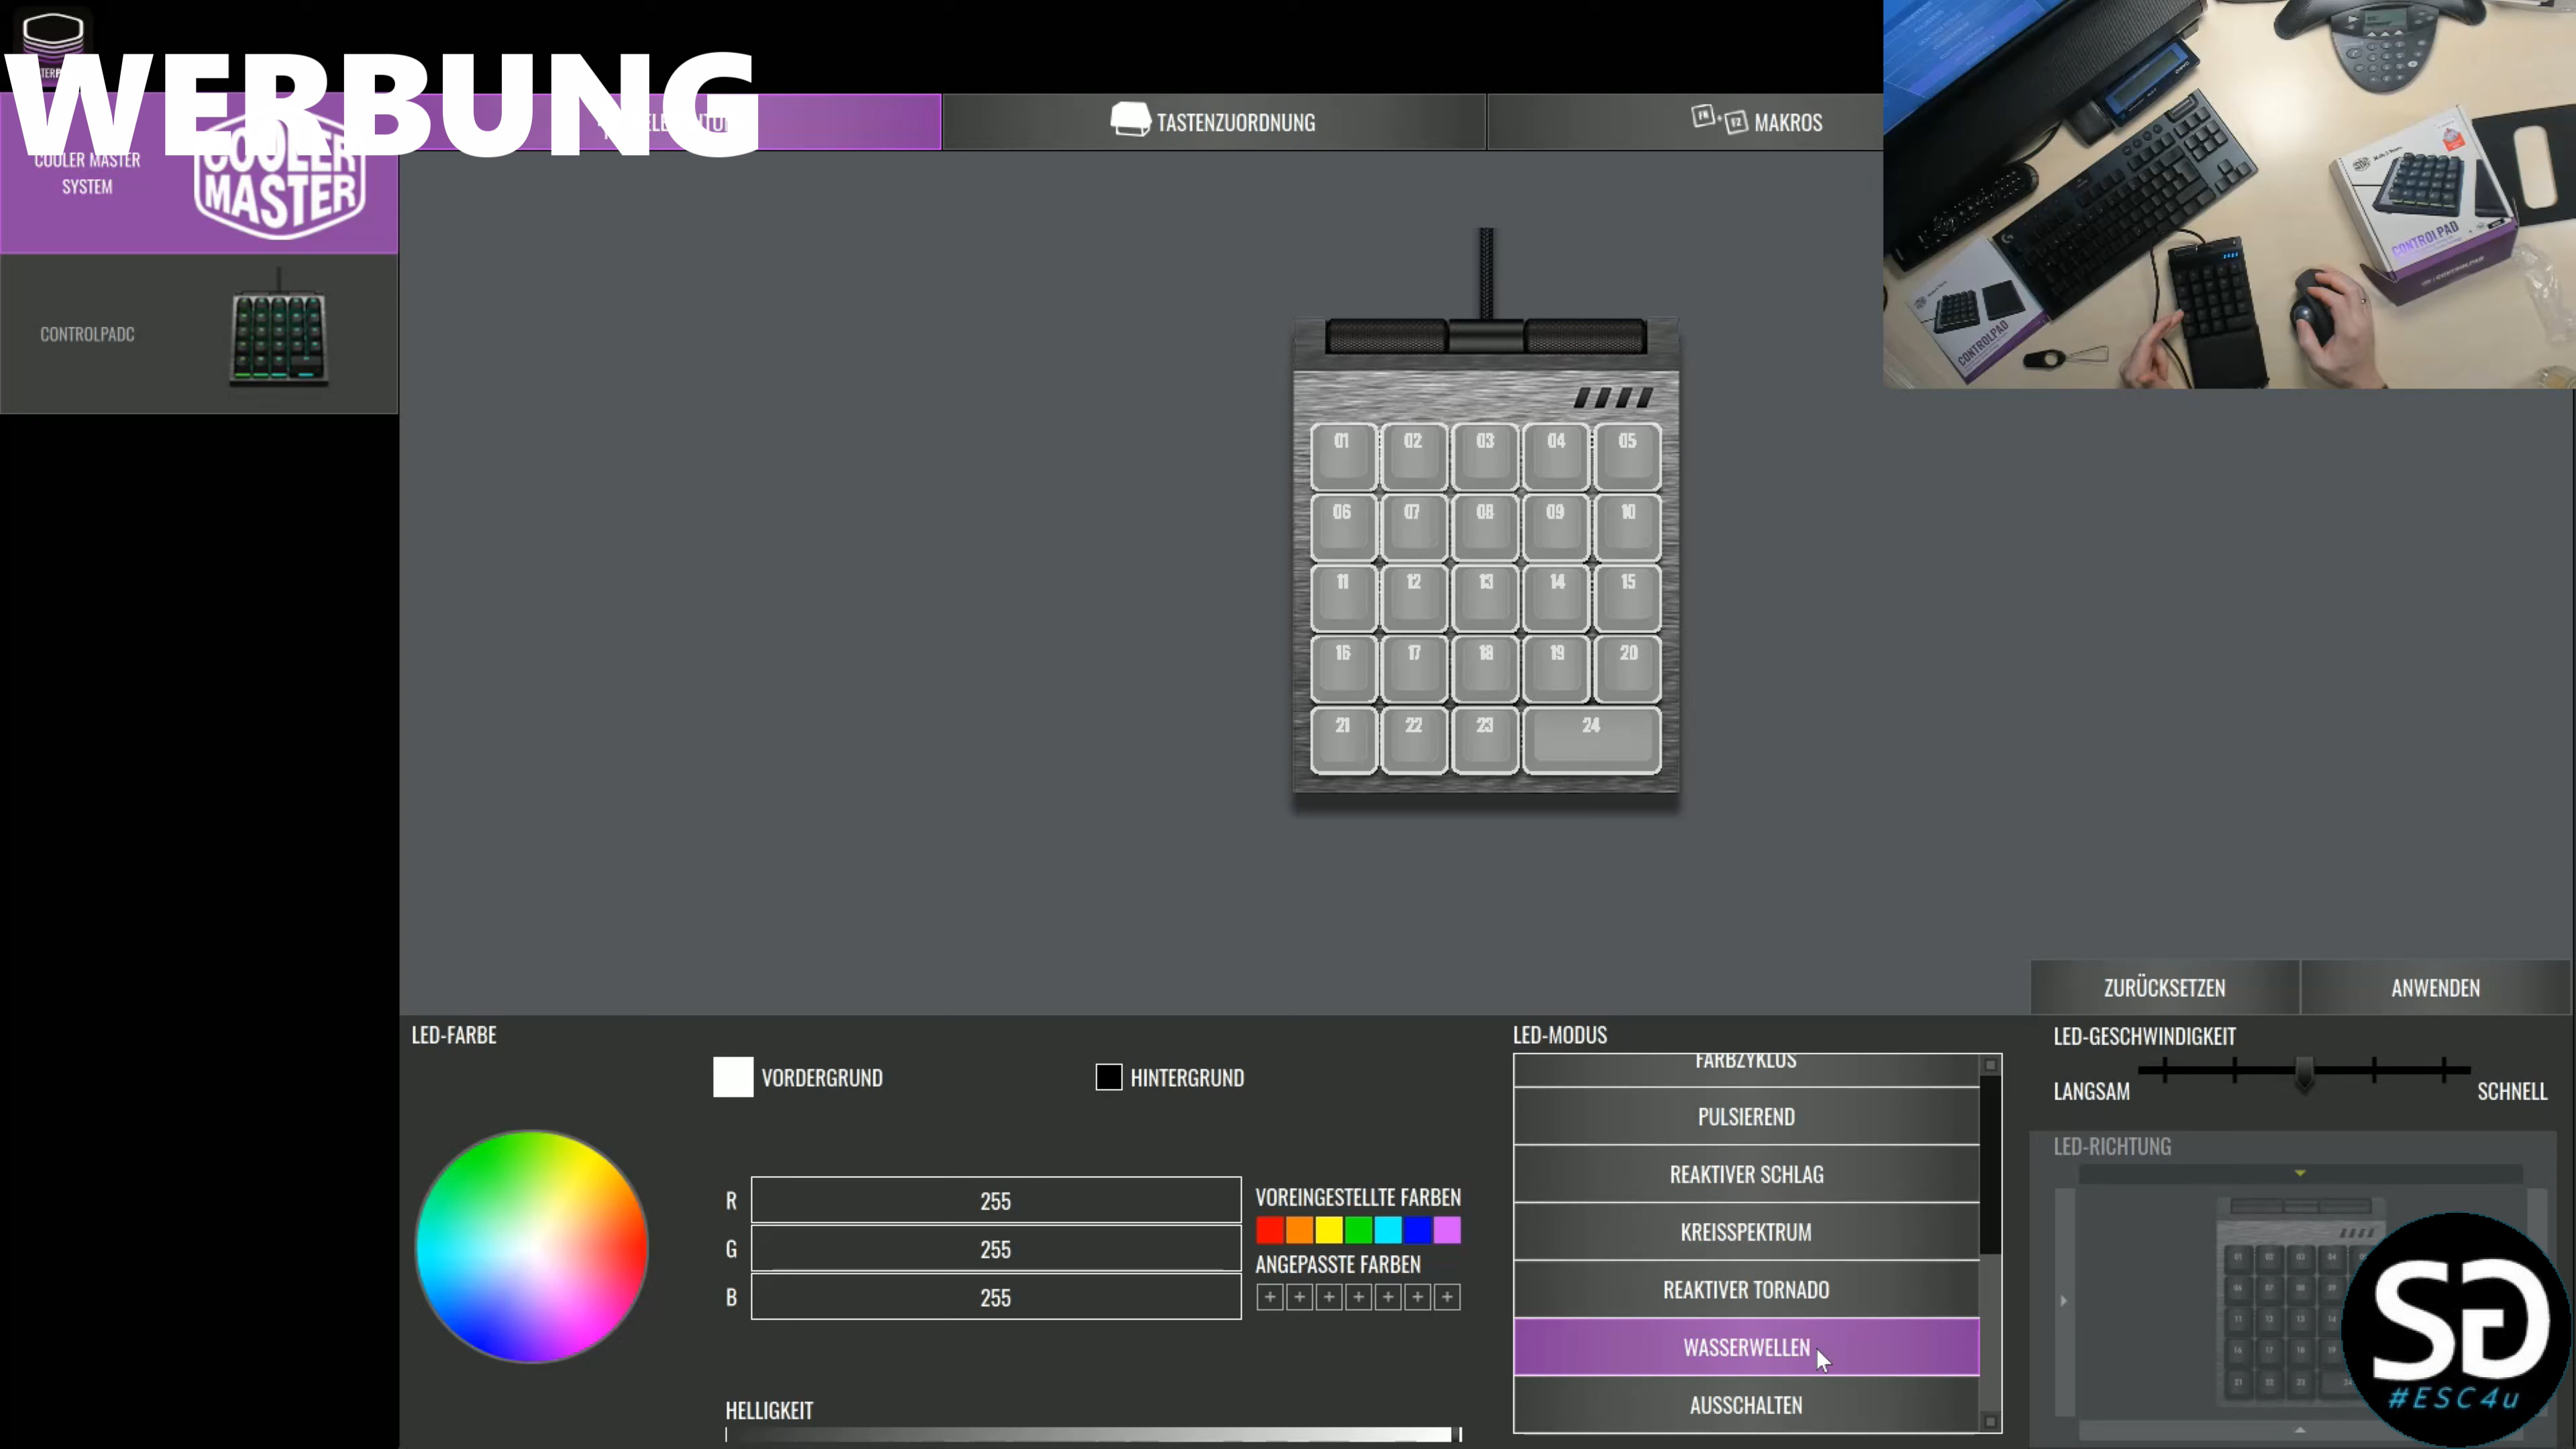 WERBUNG
COOLER MASTER
SYSTEM
COOLER
MASTER
CONTROLPADC
TASTENZUORDNUNG
MAKROS
CONTROLPAD
CONTROLPAD
01 02 03 04 05
06 07 08 09 10
11 12 13 14 15
16 17 18 19 20
21 22 23 24
ZURÜCKSETZEN
ANWENDEN
LED-FARBE
VORDERGRUND
HINTERGRUND
R 255
G 255
B 255
VOREINGESTELLTE FARBEN
ANGEPASSTE FARBEN
HELLIGKEIT
LED-MODUS
FARBZYKLUS
PULSIEREND
REAKTIVER SCHLAG
KREISSPEKTRUM
REAKTIVER TORNADO
WASSERWELLEN
AUSSCHALTEN
LED-GESCHWINDIGKEIT
LANGSAM
SCHNELL
LED-RICHTUNG
SG
#ESC4u